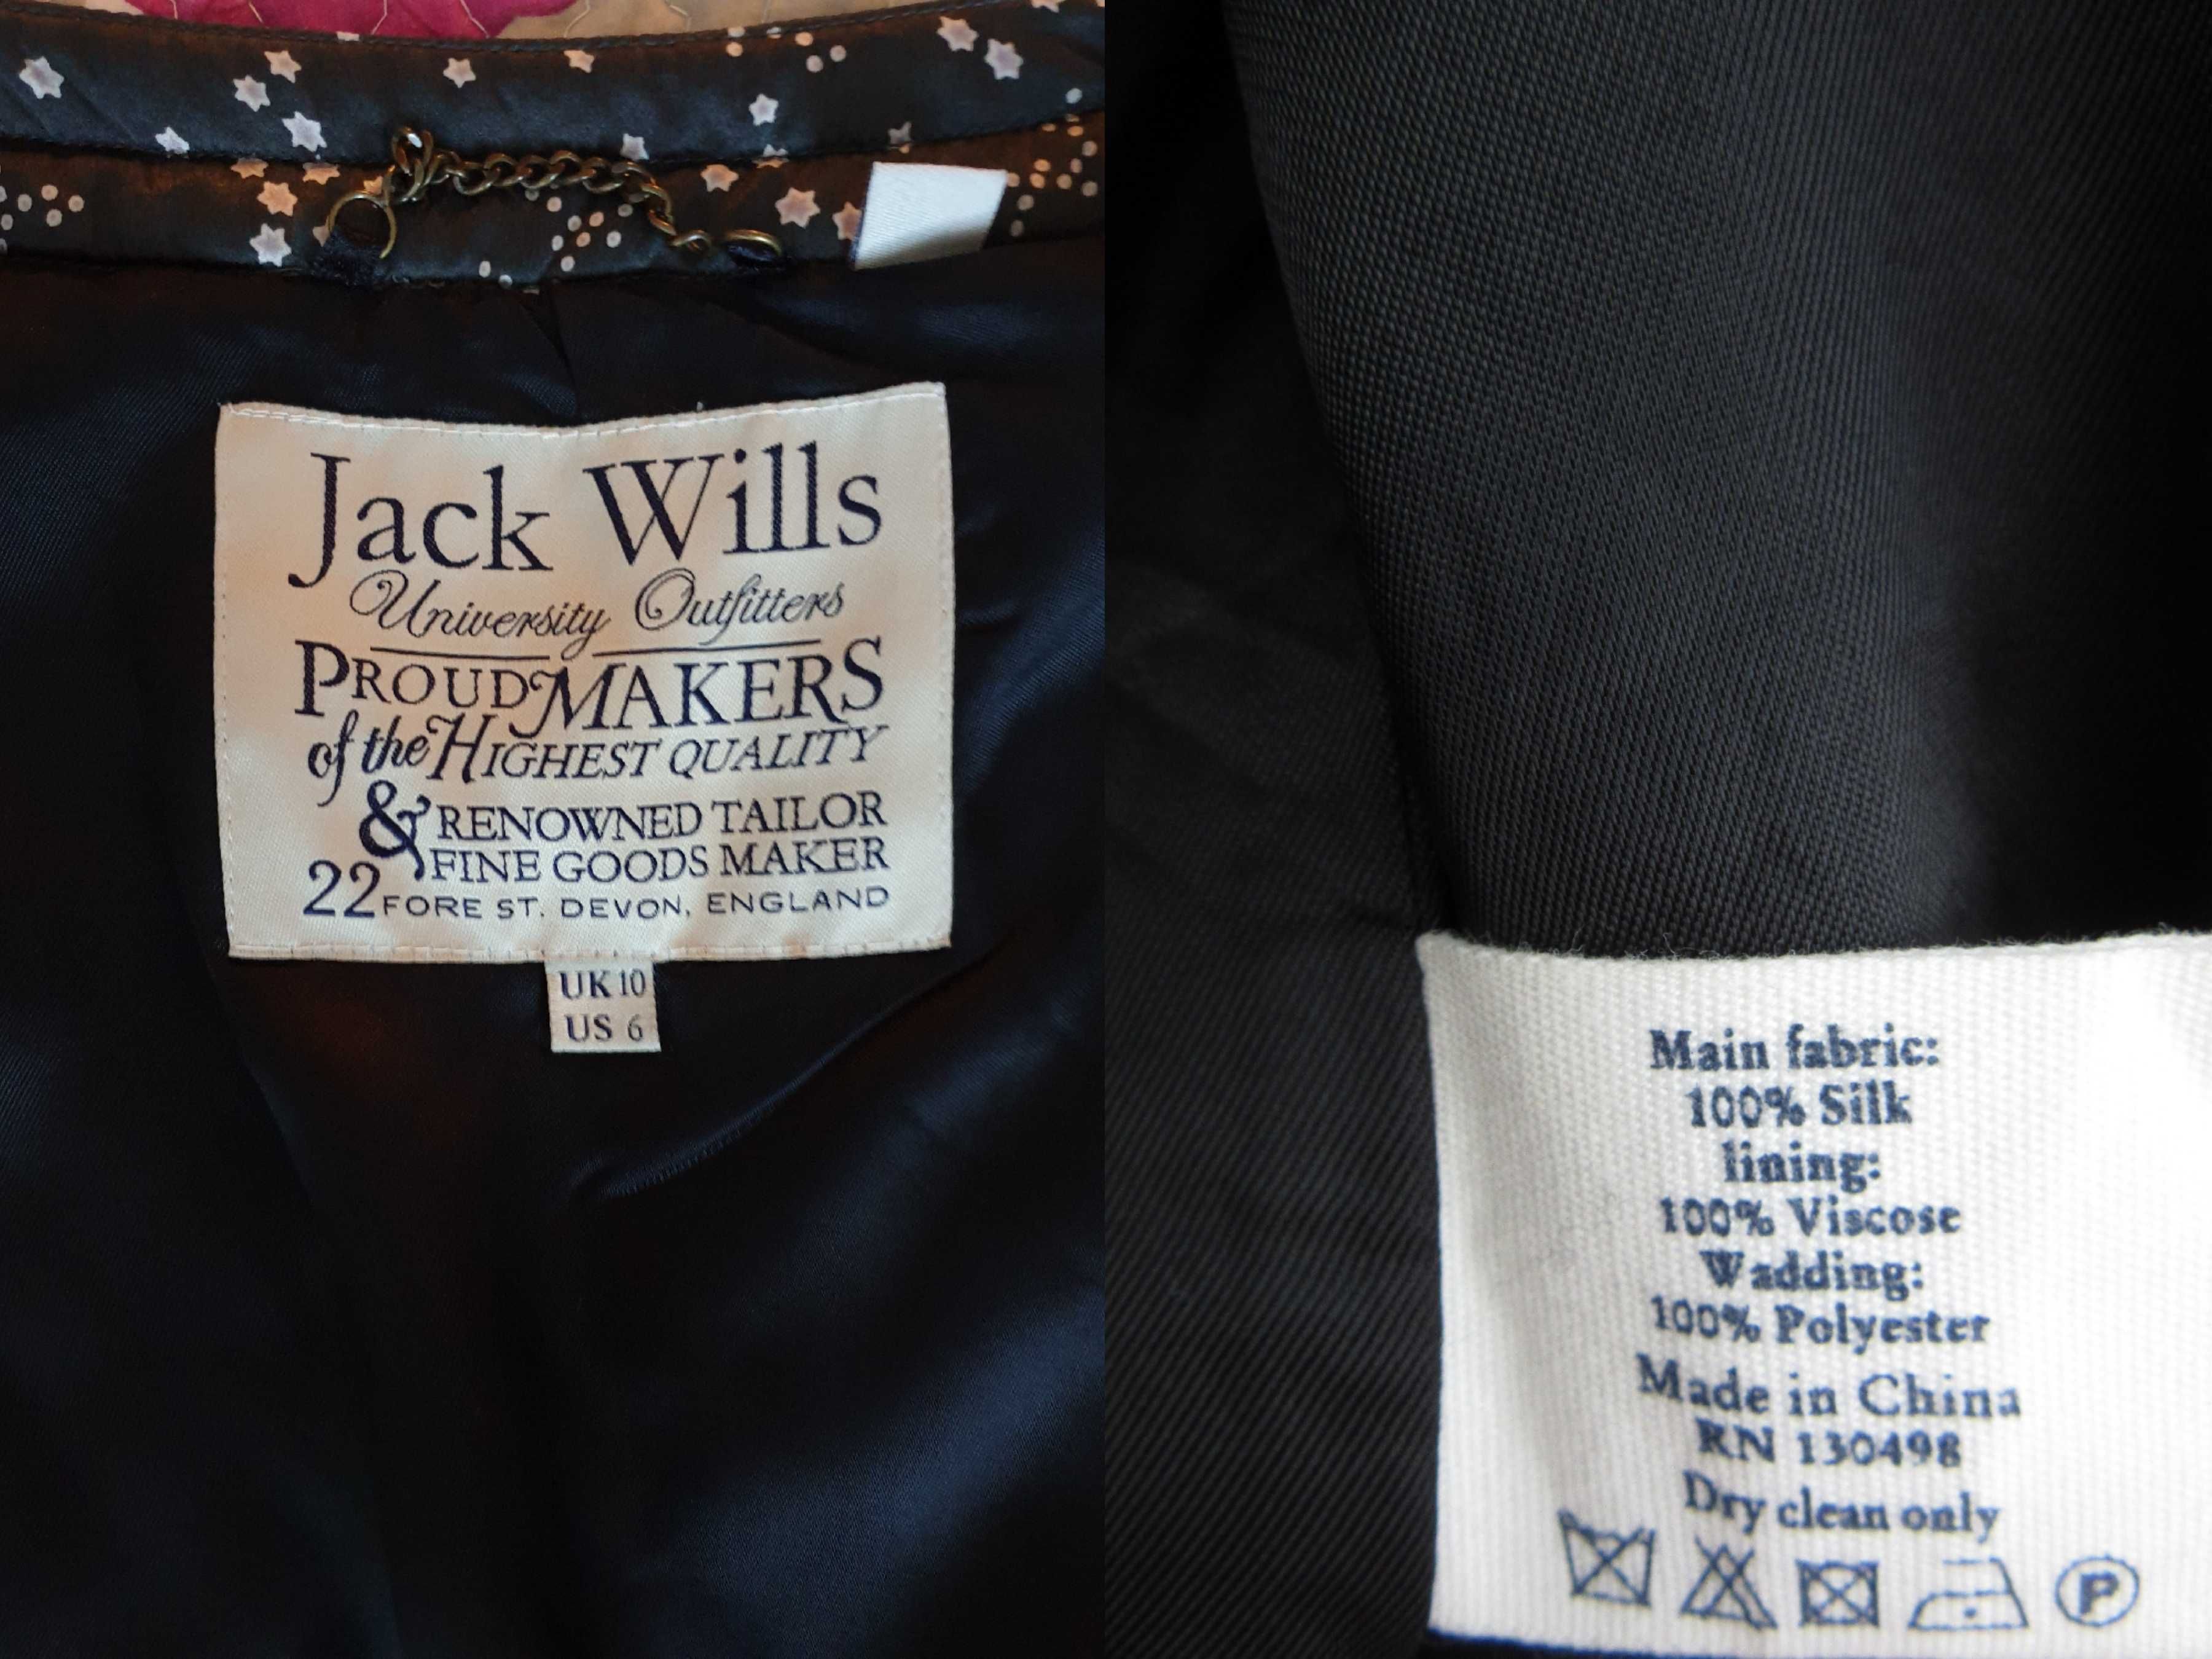 Jack Wills
University Outfitters
PROUD MAKERS
of the HIGHEST QUALITY
& RENOWNED TAILOR
FINE GOODS MAKER
22 FORE ST. DEVON, ENGLAND
UK 10
US 6
Main fabric:
100% Silk
lining:
100% Viscose
Wadding:
100% Polyester
Made in China
RN 130498
Dry clean only
P